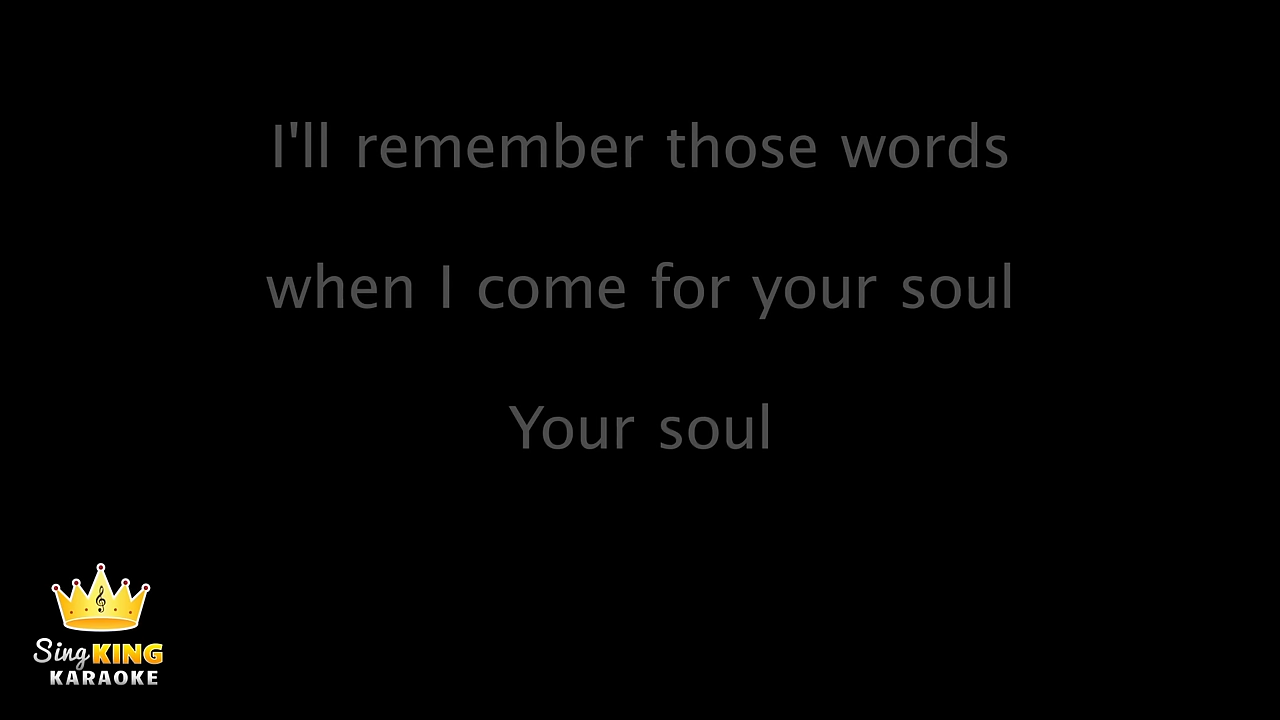 I'll remember those words
when I come for your soul
Your soul
Sing KING
KARAOKE